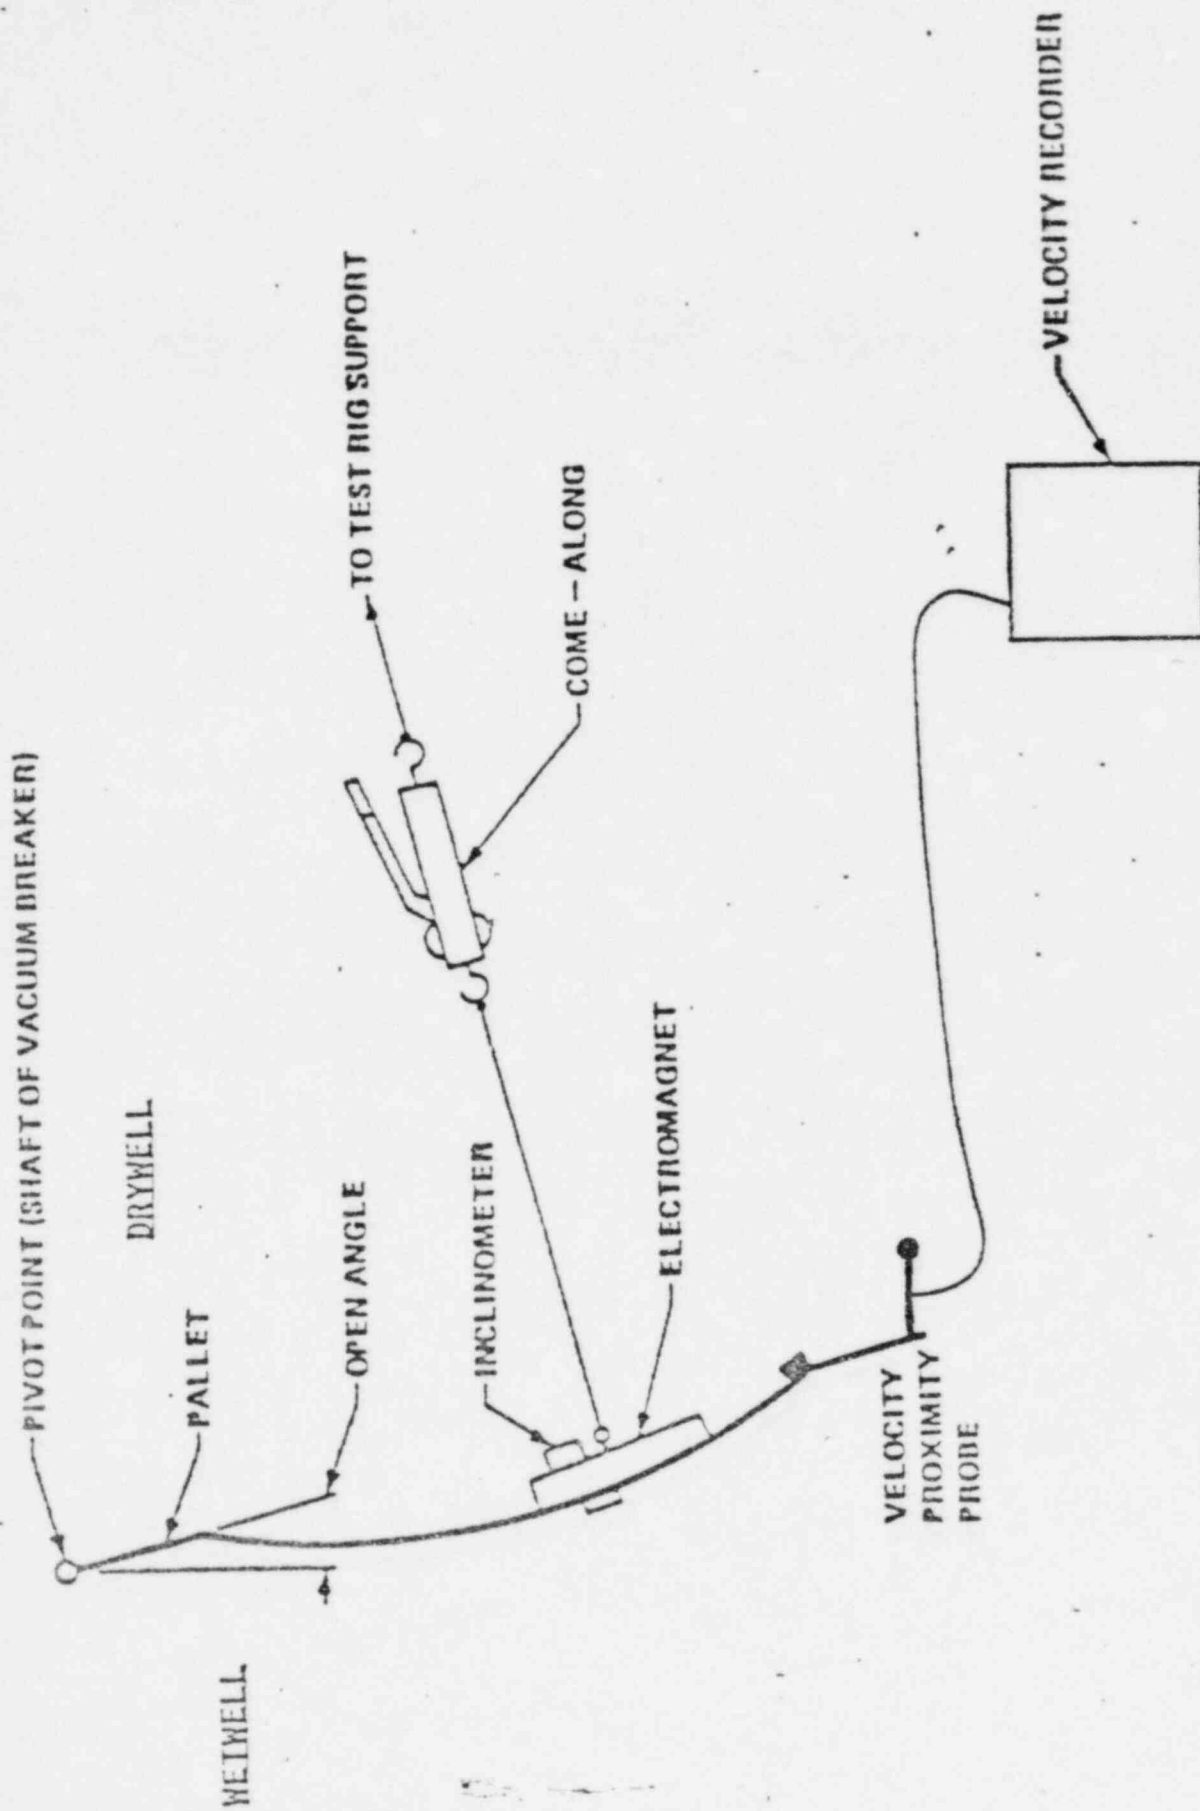 PIVOT POINT (SHAFT OF VACUUM BREAKER)
DRYWELL
WETWELL
PALLET
OPEN ANGLE
TO TEST RIG SUPPORT
INCLINOMETER
COME – ALONG
ELECTROMAGNET
VELOCITY
PROXIMITY
PROBE
VELOCITY RECORDER